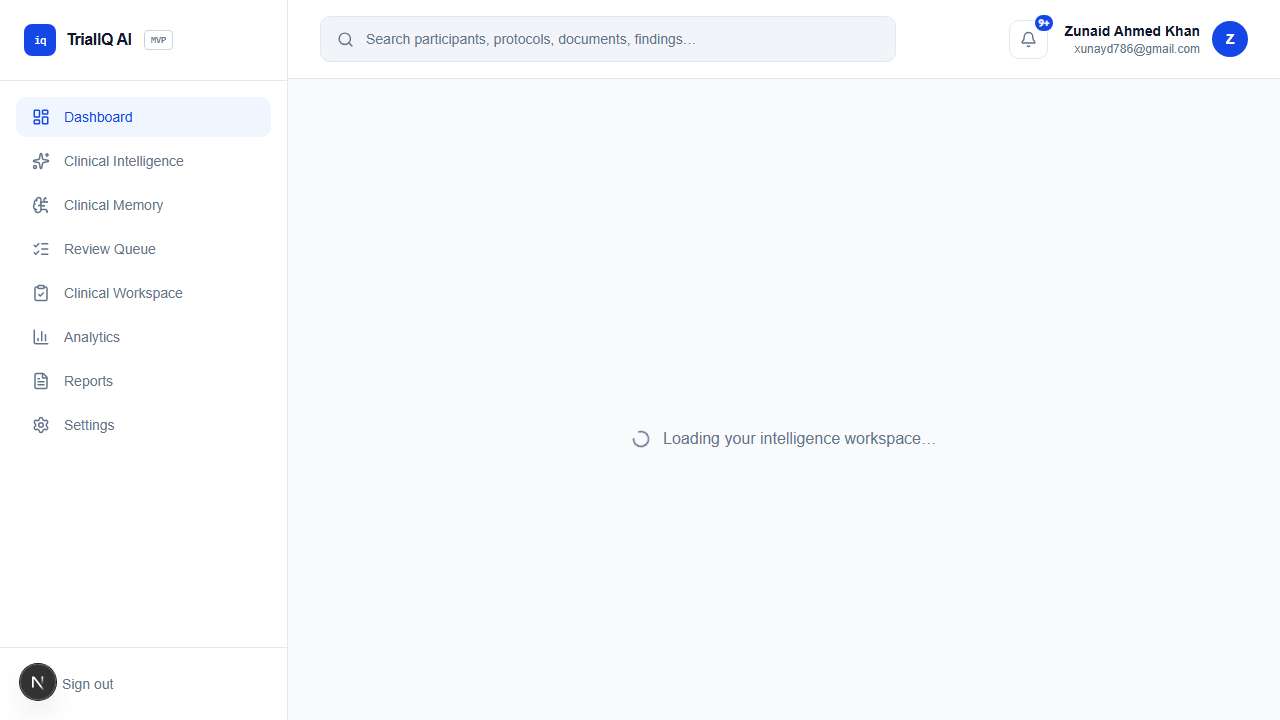 iq TrialIQ AI MVP
Search participants, protocols, documents, findings…
9+
Zunaid Ahmed Khan
xunayd786@gmail.com
Z
Dashboard
Clinical Intelligence
Clinical Memory
Review Queue
Clinical Workspace
Analytics
Reports
Settings
Loading your intelligence workspace…
N Sign out